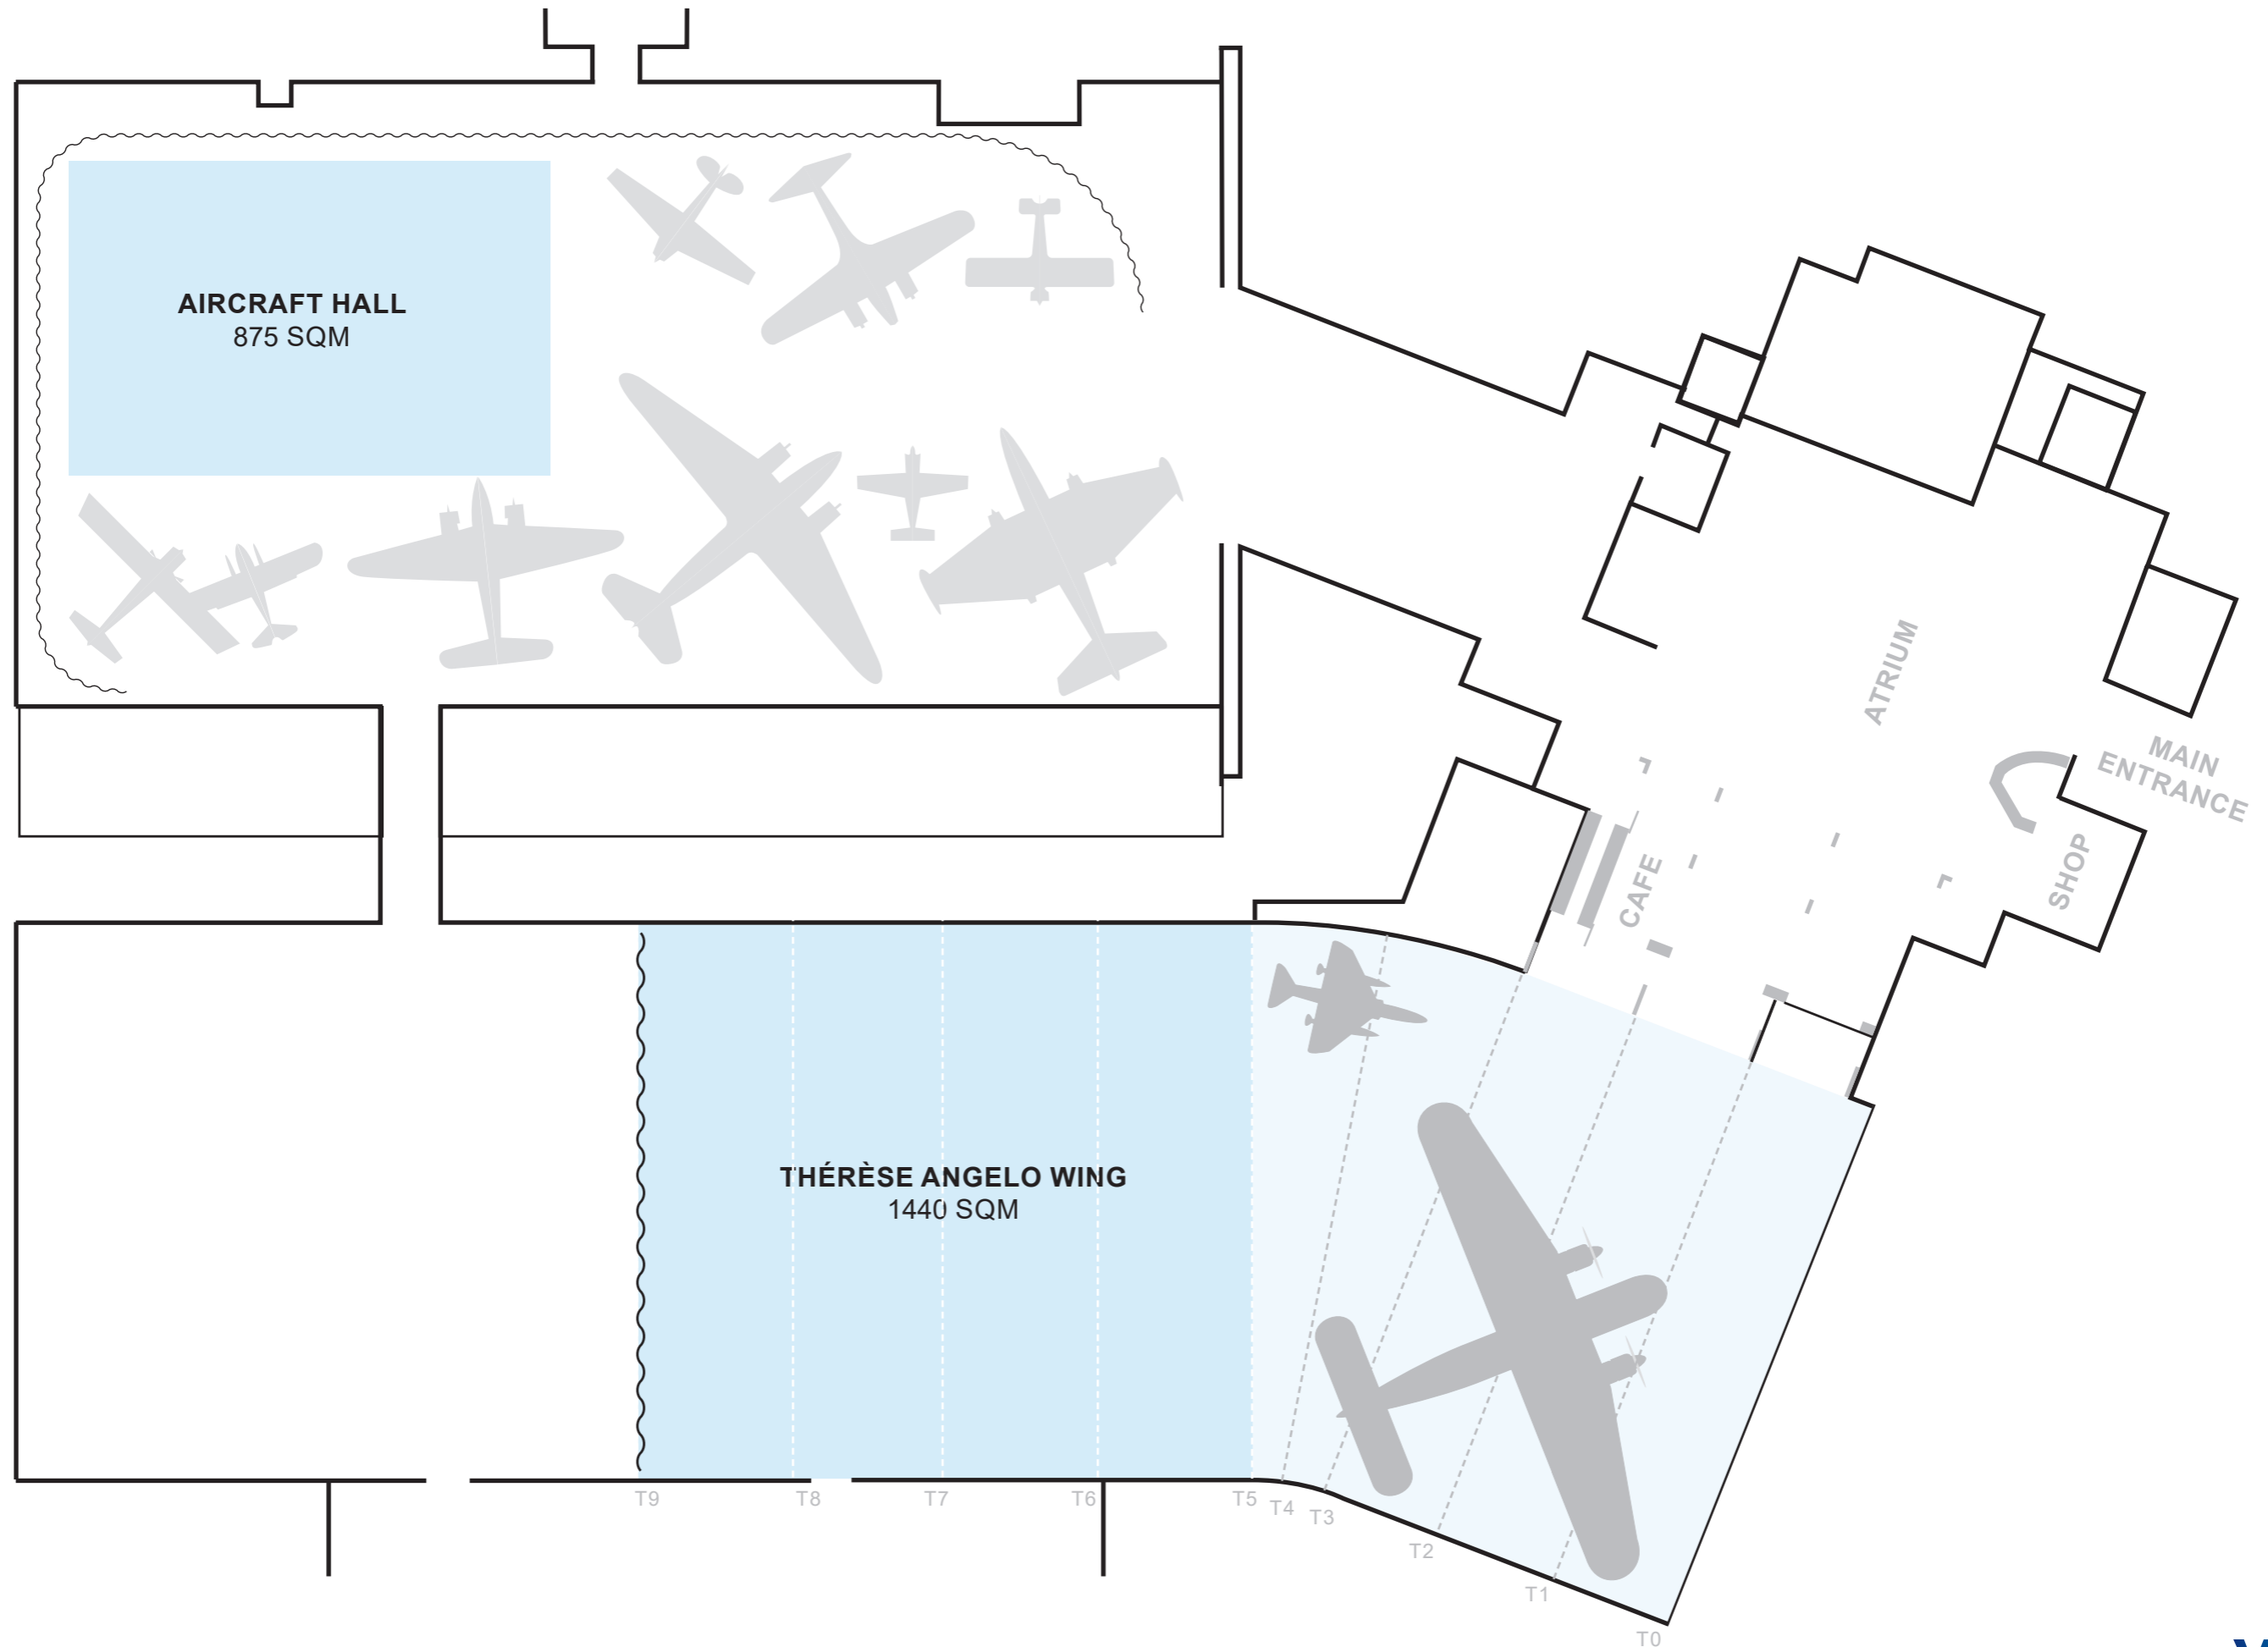 AIRCRAFT HALL
875 SQM
ATRIUM
MAIN
ENTRANCE
SHOP
CAFE
THÉRÈSE ANGELO WING
1440 SQM
T9
T8
T7
T6
T5
T4
T3
T2
T1
T0